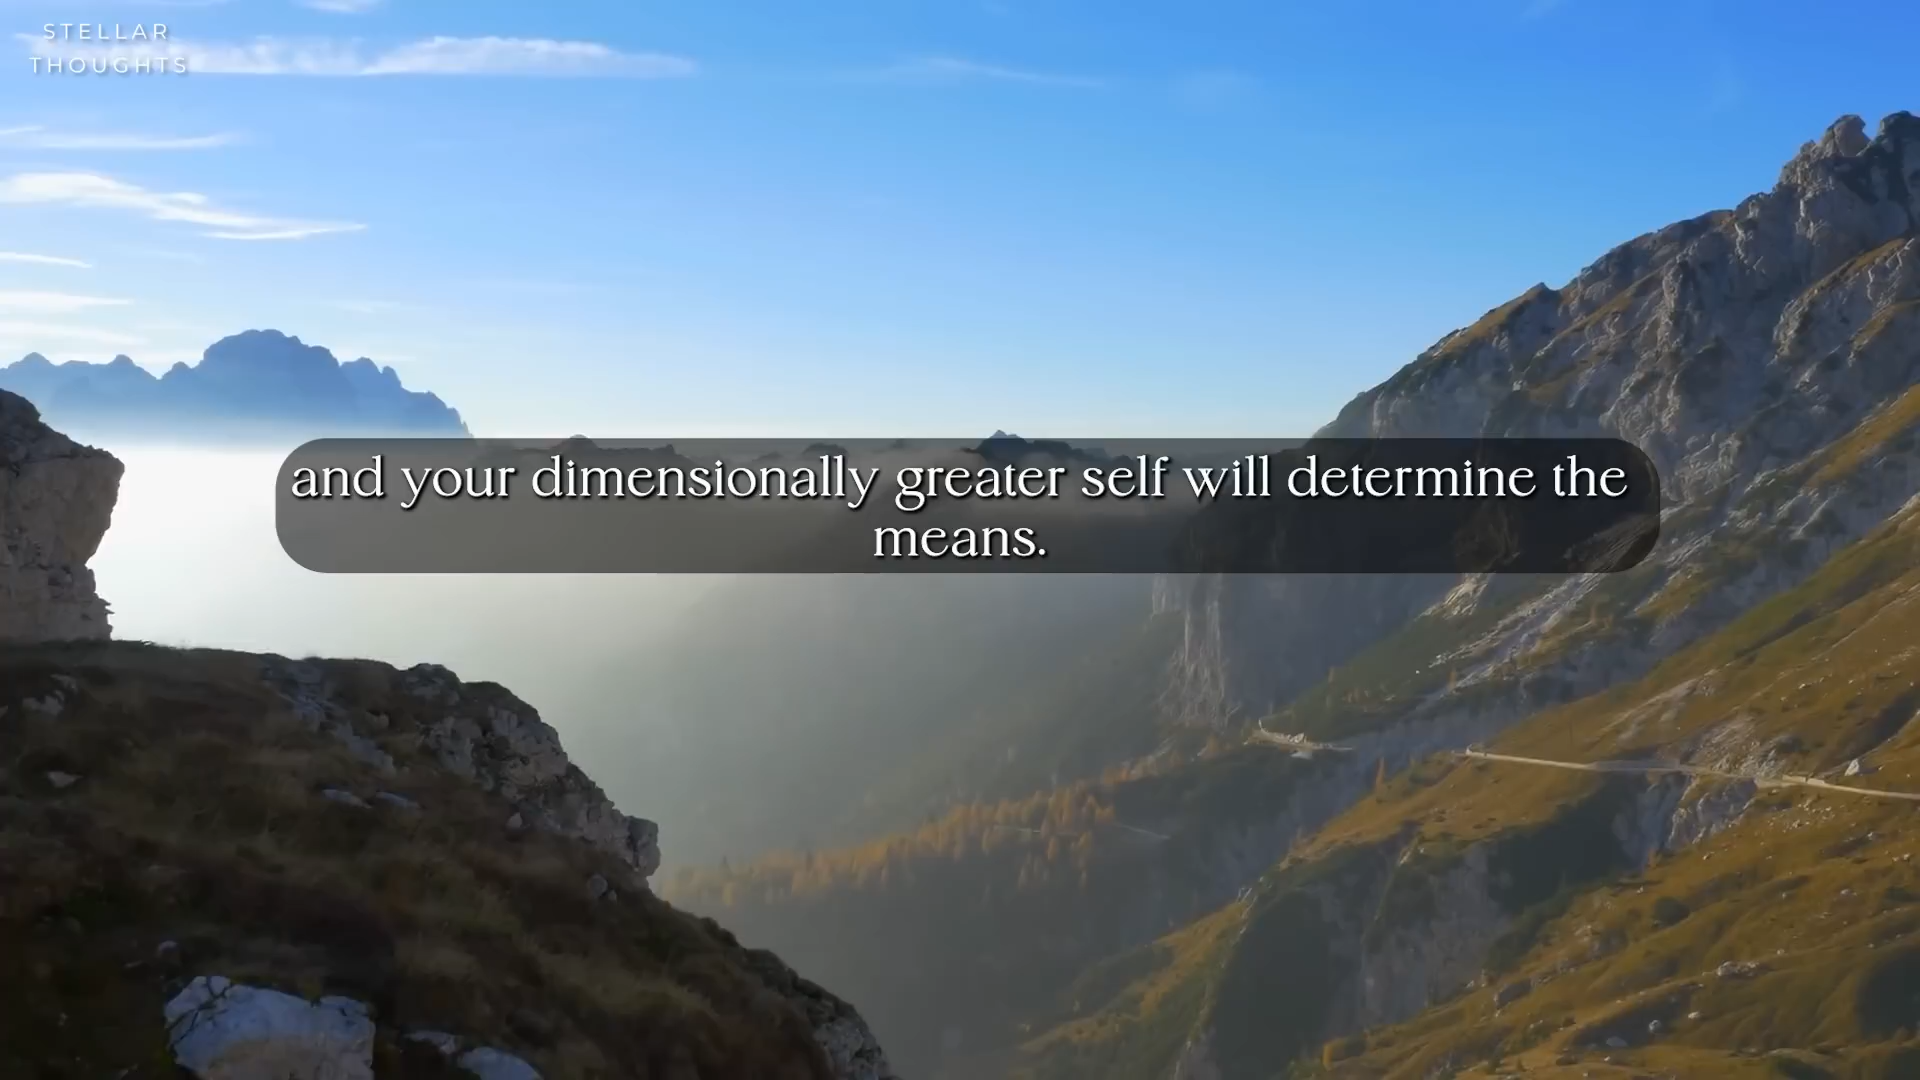 STELLAR
THOUGHTS
and your dimensionally greater self will determine the
means.